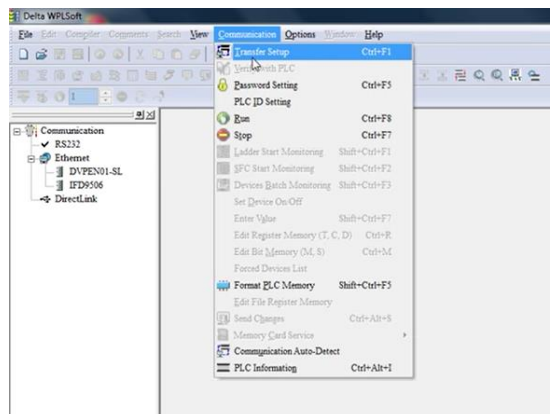 Delta WPLSoft
File Edit Compiler Comments Search View Communication Options Window Help
Transfer Setup Ctrl+F1
Verify with PLC
Password Setting Ctrl+F5
PLC ID Setting
Run Ctrl+F8
Stop Ctrl+F7
Ladder Start Monitoring Shift+Ctrl+F1
SFC Start Monitoring Shift+Ctrl+F2
Devices Batch Monitoring Shift+Ctrl+F3
Set Device On/Off
Enter Value Shift+Ctrl+F7
Edit Register Memory (T, C, D) Ctrl+R
Edit Bit Memory (M, S) Ctrl+M
Forced Devices List
Format PLC Memory Shift+Ctrl+F5
Edit File Register Memory
Send Changes Ctrl+Alt+S
Memory Card Service
Communication Auto-Detect
PLC Information Ctrl+Alt+I
1
Communication
RS232
Ethernet
DVPEN01-SL
IFD9506
DirectLink